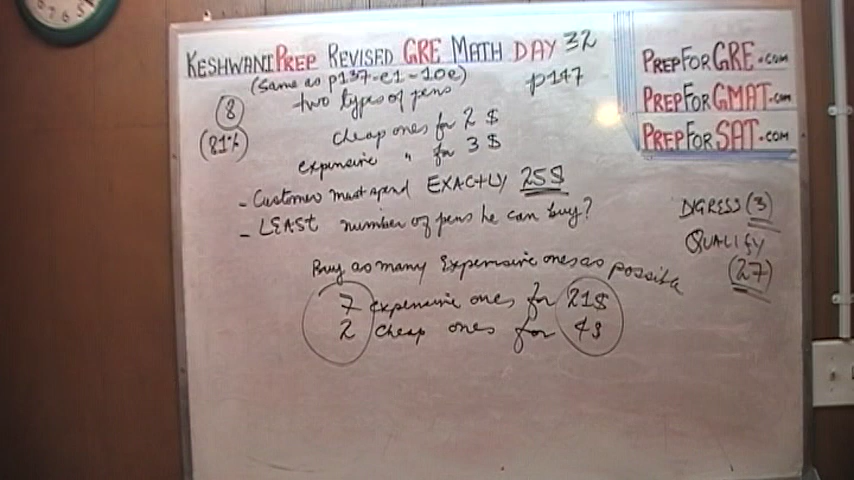 KESHWANIPREP REVISED GRE MATH DAY 32
(Same as p137-e1-10e) p147
8 two types of pens
(81%) cheap ones for 2 $
expensive " for 3 $
- Customer must spend EXACTLY 25$
- LEAST number of pens he can buy?
Buy as many Expensive ones as possible
7 expensive ones for 21$
2 cheap ones for 4$
PREPFORGRE.COM
PREPFORGMAT.COM
PREPFORSAT.COM
DIGRESS (3)
QUALIFY
(27)